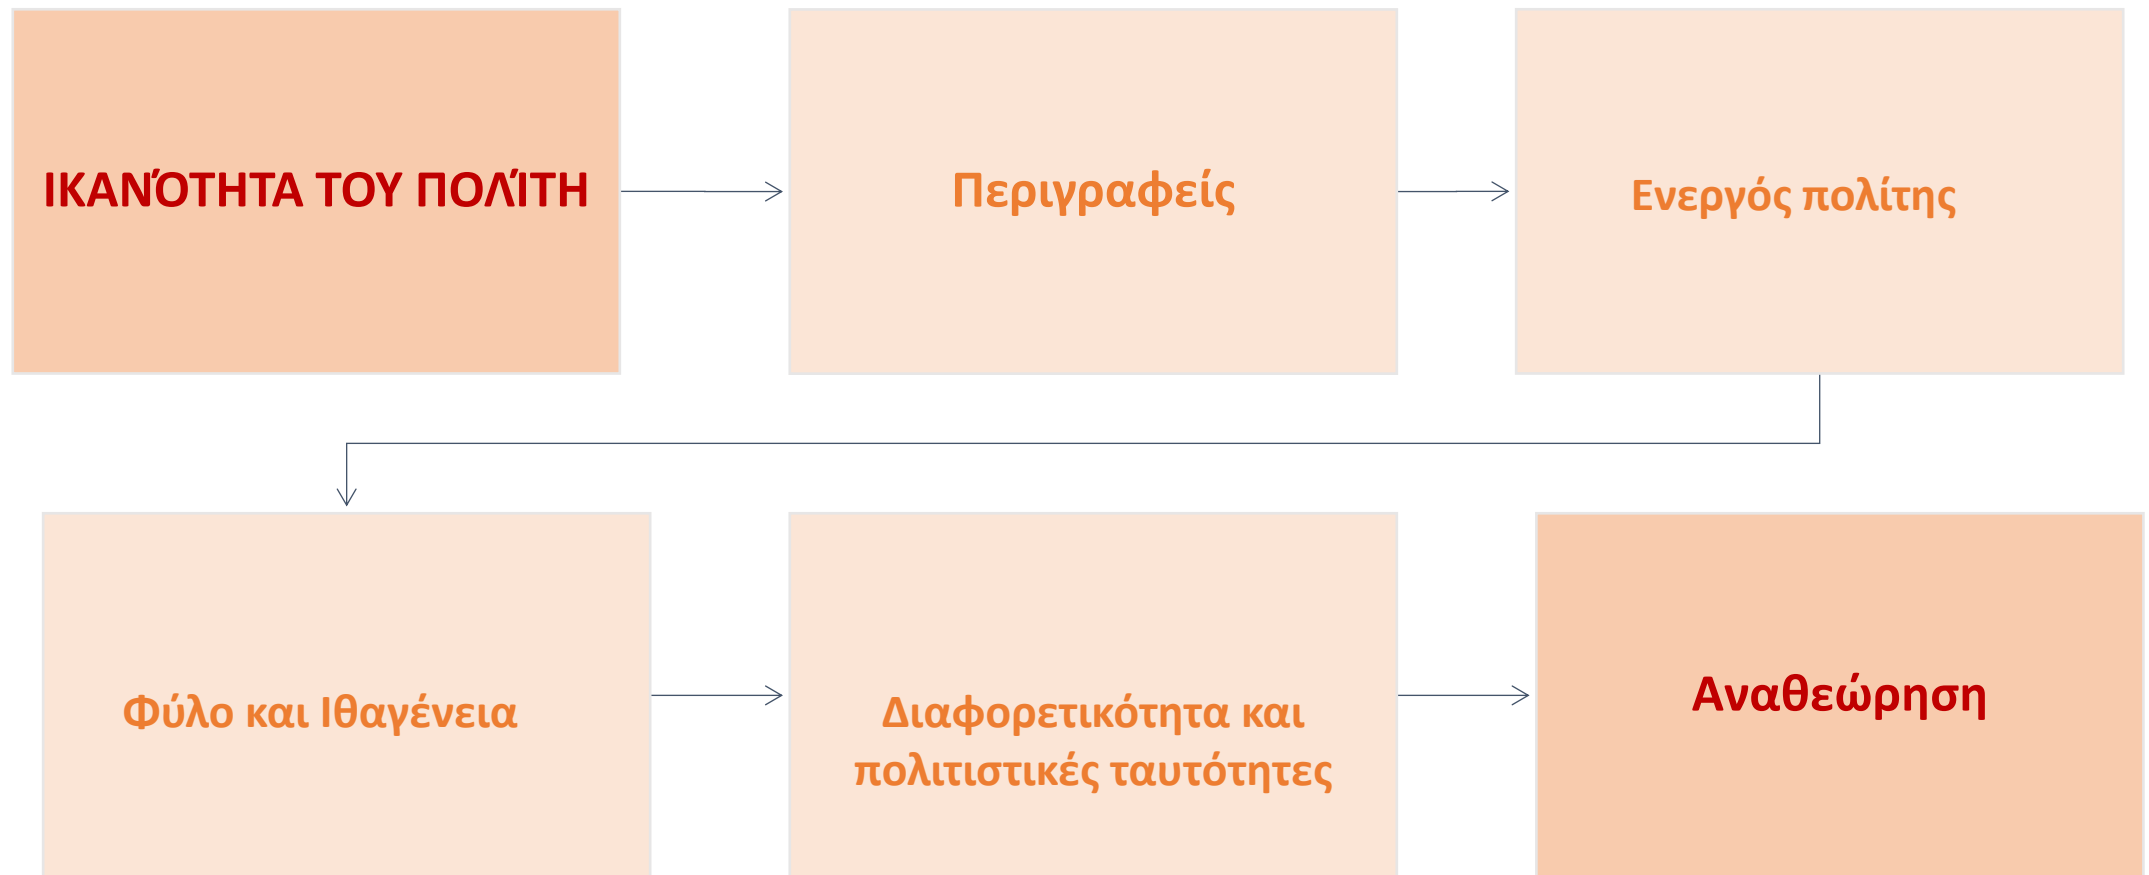 ΙΚΑΝΌΤΗΤΑ ΤΟΥ ΠΟΛΊΤΗ
Περιγραφείς
Ενεργός πολίτης
Φύλο και Ιθαγένεια
Διαφορετικότητα και
πολιτιστικές ταυτότητες
Αναθεώρηση